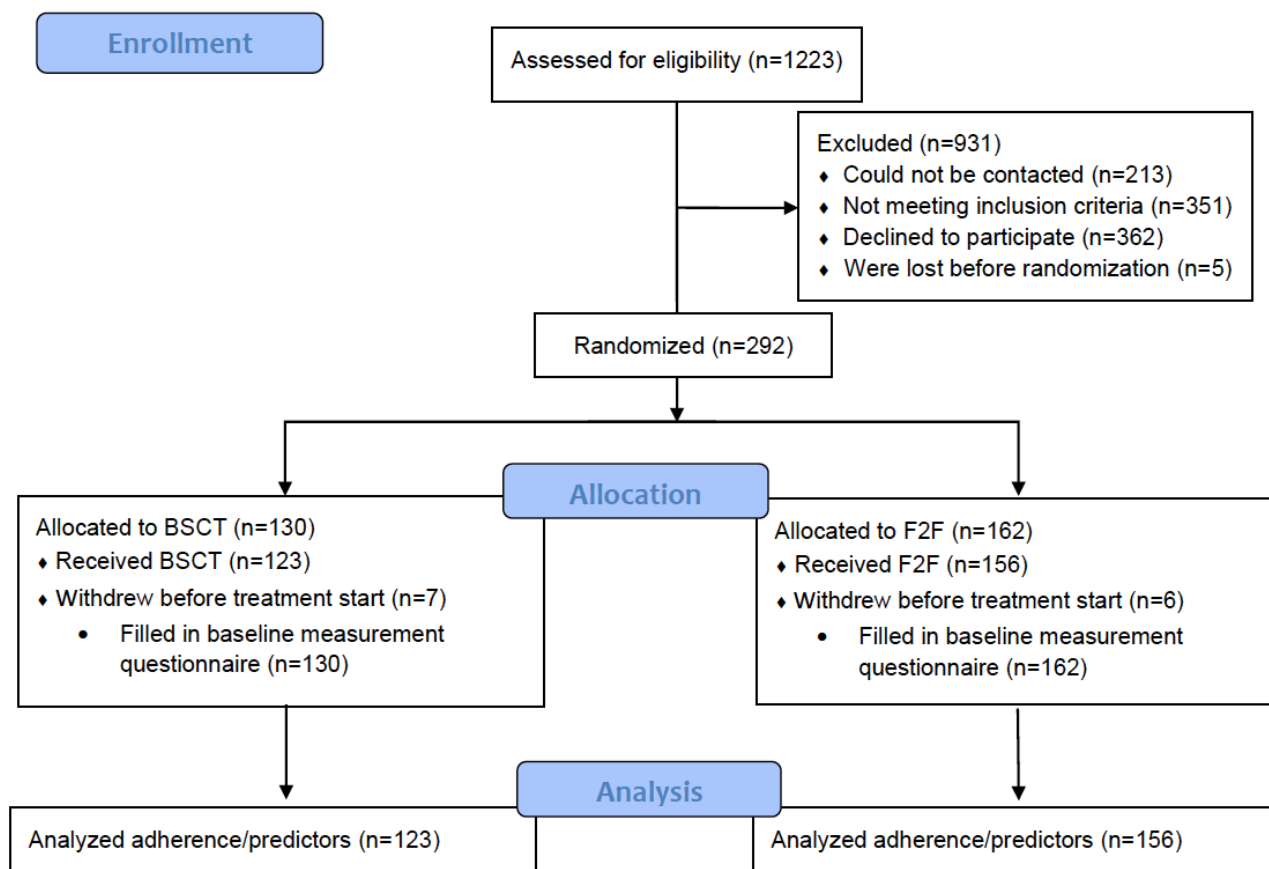 Enrollment
Assessed for eligibility (n=1223)
Excluded (n=931)
♦ Could not be contacted (n=213)
♦ Not meeting inclusion criteria (n=351)
♦ Declined to participate (n=362)
♦ Were lost before randomization (n=5)
Randomized (n=292)
Allocation
Allocated to BSCT (n=130)
♦ Received BSCT (n=123)
♦ Withdrew before treatment start (n=7)
• Filled in baseline measurement
questionnaire (n=130)
Allocated to F2F (n=162)
♦ Received F2F (n=156)
♦ Withdrew before treatment start (n=6)
• Filled in baseline measurement
questionnaire (n=162)
Analysis
Analyzed adherence/predictors (n=123)
Analyzed adherence/predictors (n=156)